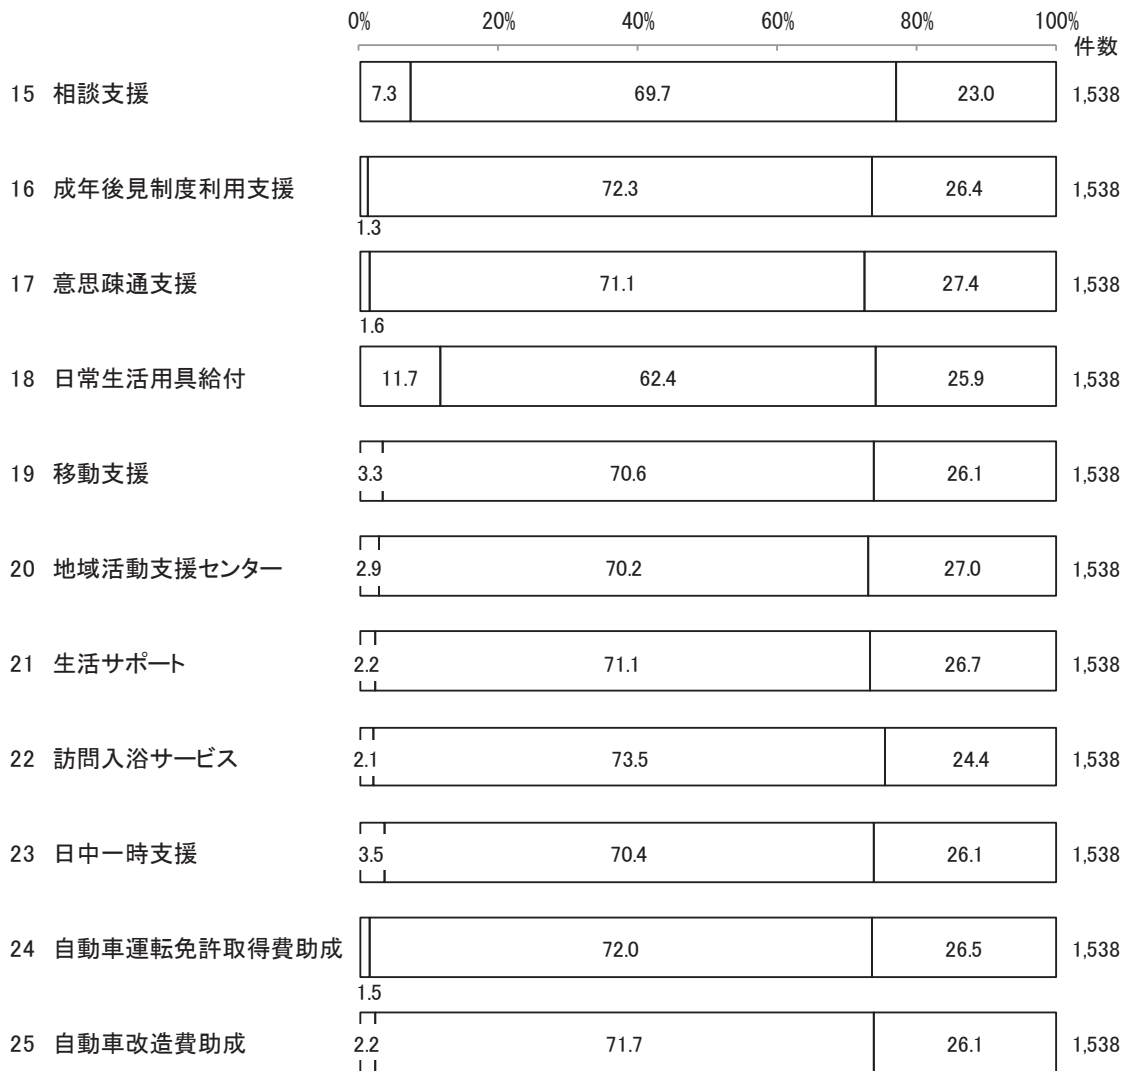 0% 20% 40% 60% 80% 100%
件数
15 相談支援 7.3 69.7 23.0 1,538
16 成年後見制度利用支援 72.3 26.4 1,538
1.3
17 意思疎通支援 71.1 27.4 1,538
1.6
18 日常生活用具給付 11.7 62.4 25.9 1,538
19 移動支援 3.3 70.6 26.1 1,538
20 地域活動支援センター 2.9 70.2 27.0 1,538
21 生活サポート 2.2 71.1 26.7 1,538
22 訪問入浴サービス 2.1 73.5 24.4 1,538
23 日中一時支援 3.5 70.4 26.1 1,538
24 自動車運転免許取得費助成 72.0 26.5 1,538
1.5
25 自動車改造費助成 2.2 71.7 26.1 1,538